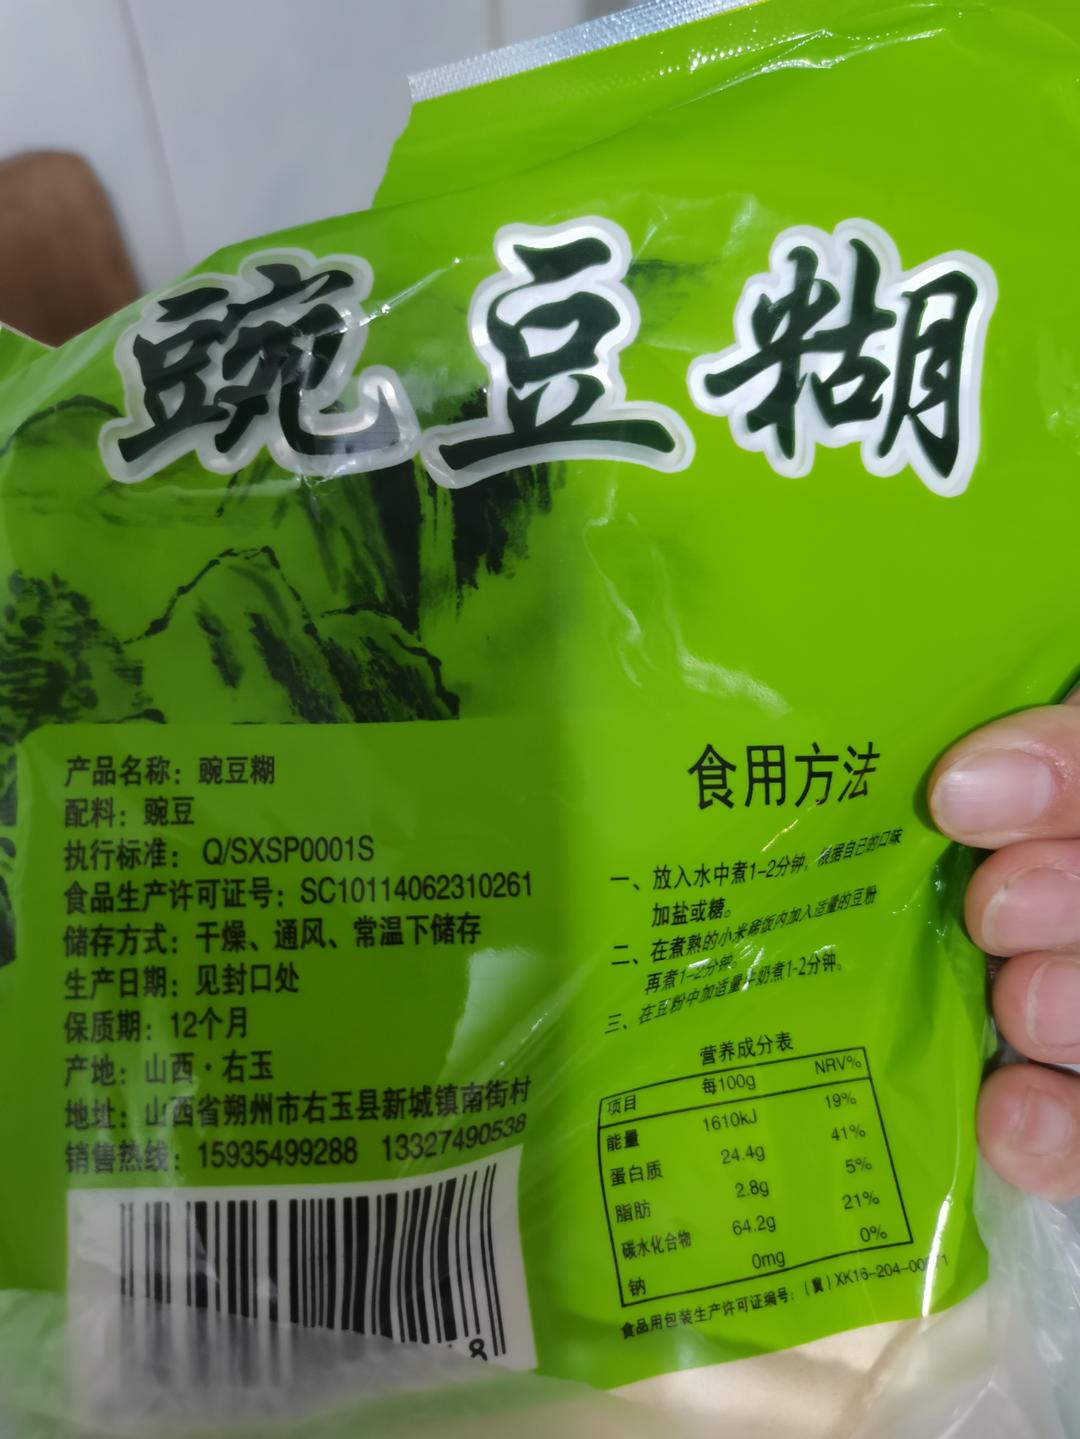 豌豆糊
产品名称：豌豆糊
配料：豌豆
执行标准：Q/SXSP0001S
食品生产许可证号：SC10114062310261
储存方式：干燥、通风、常温下储存
生产日期：见封口处
保质期：12个月
产地：山西·右玉
地址：山西省朔州市右玉县新城镇南街村
销售热线：15935499288 13327490538
8
食用方法
一、放入水中煮1-2分钟，根据自己的口味
加盐或糖。
二、在煮熟的小米稀饭内加入适量的豆粉
再煮1-2分钟。
三、在豆粉中加适量牛奶煮1-2分钟。
营养成分表
项目 每100g NRV%
能量 1610kJ 19%
蛋白质 24.4g 41%
脂肪 2.8g 5%
碳水化合物 64.2g 21%
钠 0mg 0%
食品用包装生产许可证编号：（冀）XK16-204-00